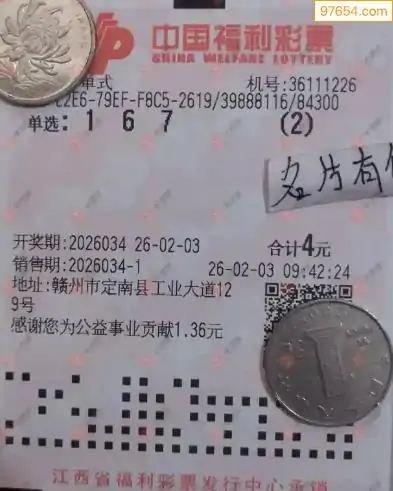 97654.com
中国福利彩票
CHINA WELFARE LOTTERY
单式 机号:36111226
C2E6-79EF-F8C5-2619/39888116/84300
单选: 1 6 7 (2)
名片有
开奖期:2026034 26-02-03 合计4元
销售期:2026034-1 26-02-03 09:42:24
地址:赣州市定南县工业大道12
9号
感谢您为公益事业贡献1.36元
江西省福利彩票发行中心承销